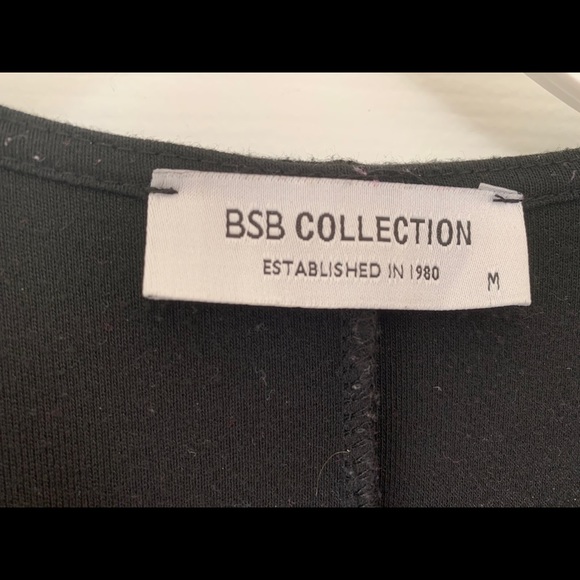 BSB COLLECTION
ESTABLISHED IN 1980
M